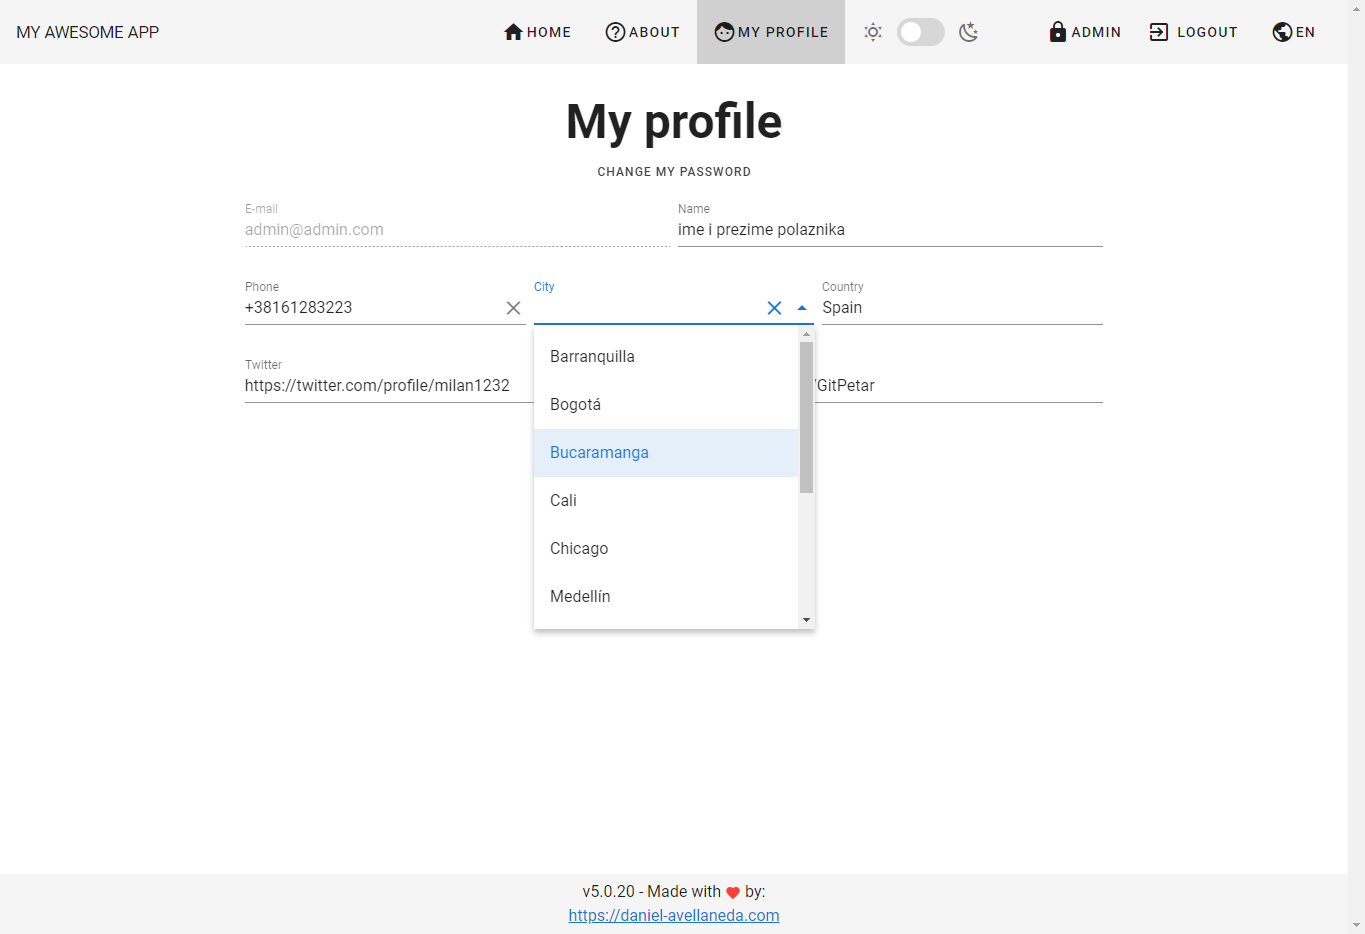 MY AWESOME APP
HOME
ABOUT
MY PROFILE
ADMIN
LOGOUT
EN
My profile
CHANGE MY PASSWORD
E-mail
admin@admin.com
Name
ime i prezime polaznika
Phone
+38161283223
City
Country
Spain
Barranquilla
Bogotá
Bucaramanga
Cali
Chicago
Medellín
Twitter
https://twitter.com/profile/milan1232
/GitPetar
v5.0.20 - Made with by:
https://daniel-avellaneda.com